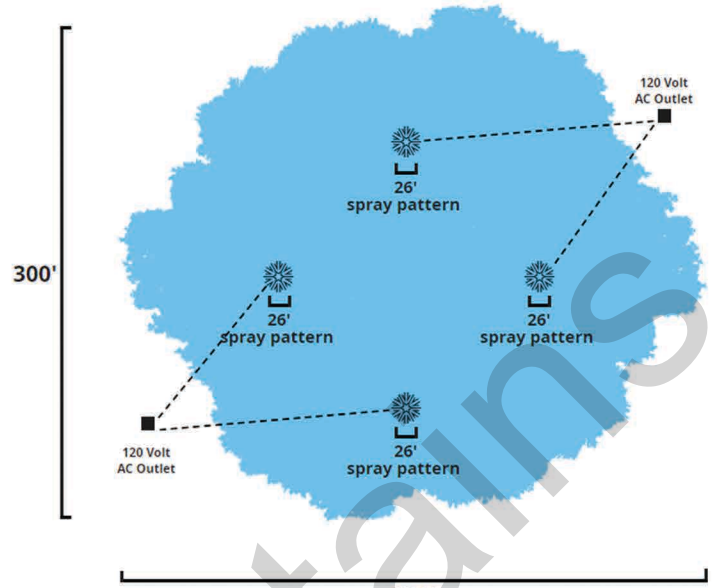 120 Volt
AC Outlet
26'
spray pattern
300'
26'
spray pattern
26'
spray pattern
26'
spray pattern
120 Volt
AC Outlet
tains